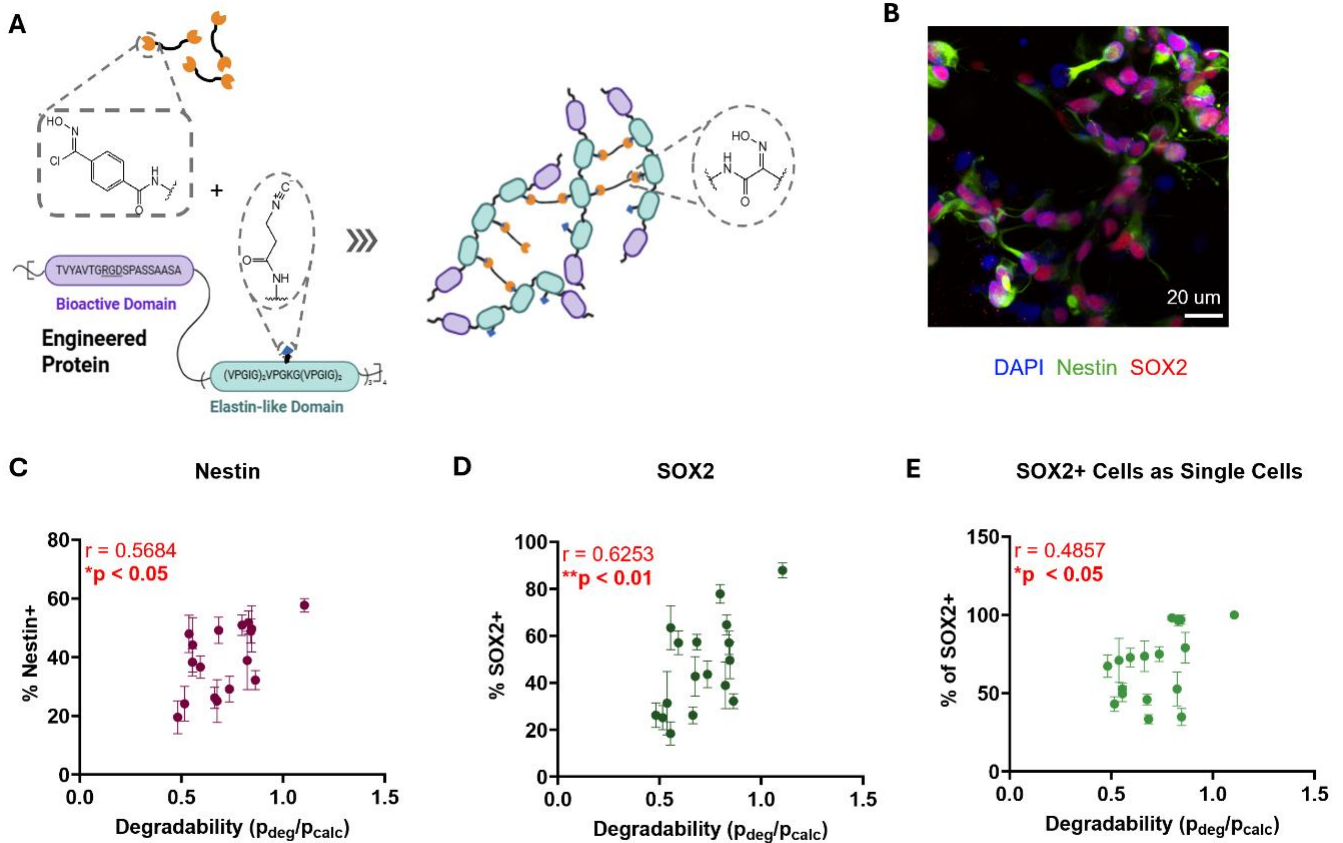 A
HO
N
Cl
H
N
O
+
C⁻
N
O
NH
TVYAVTGRGDSPASSAASA
Bioactive Domain
Engineered
Protein
(VPGIG)₂VPGKG(VPGIG)₂
)₃]₄
Elastin-like Domain
HO
N
H
N
O
B
20 um
DAPI Nestin SOX2
C
Nestin
r = 0.5684
*p < 0.05
% Nestin+
80
60
40
20
0
0.0 0.5 1.0 1.5
Degradability (pdeg/pcalc)
D
SOX2
r = 0.6253
**p < 0.01
% SOX2+
100
80
60
40
20
0
0.0 0.5 1.0 1.5
Degradability (pdeg/pcalc)
E
SOX2+ Cells as Single Cells
r = 0.4857
*p < 0.05
% of SOX2+
150
100
50
0
0.0 0.5 1.0 1.5
Degradability (pdeg/pcalc)